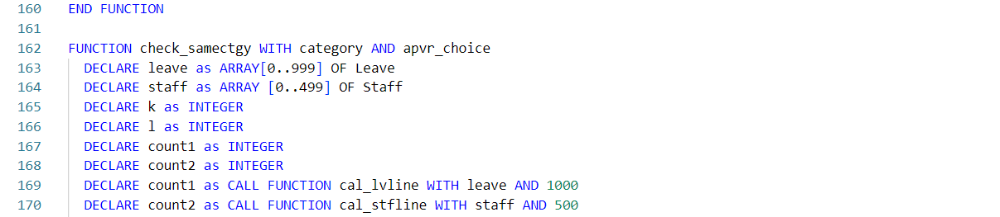 160 END FUNCTION
161
162 FUNCTION check_samectgy WITH category AND apvr_choice
163 DECLARE leave as ARRAY[0..999] OF Leave
164 DECLARE staff as ARRAY [0..499] OF Staff
165 DECLARE k as INTEGER
166 DECLARE l as INTEGER
167 DECLARE count1 as INTEGER
168 DECLARE count2 as INTEGER
169 DECLARE count1 as CALL FUNCTION cal_lvline WITH leave AND 1000
170 DECLARE count2 as CALL FUNCTION cal_stfline WITH staff AND 500